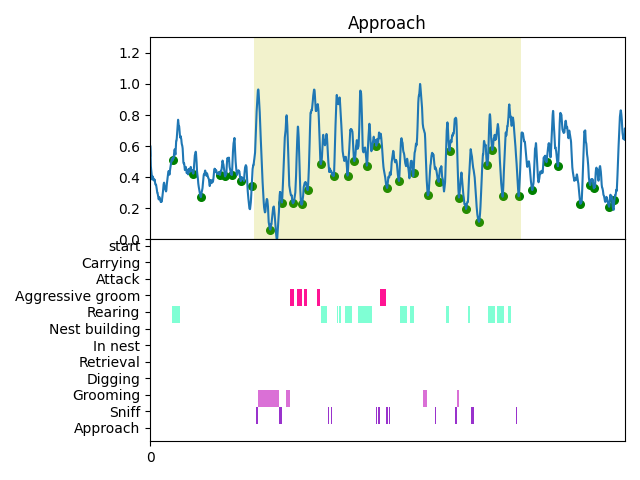 Approach
1.2
1.0
0.8
0.6
0.4
0.2
0.0
start
Carrying
Attack
Aggressive groom
Rearing
Nest building
In nest
Retrieval
Digging
Grooming
Sniff
Approach
0